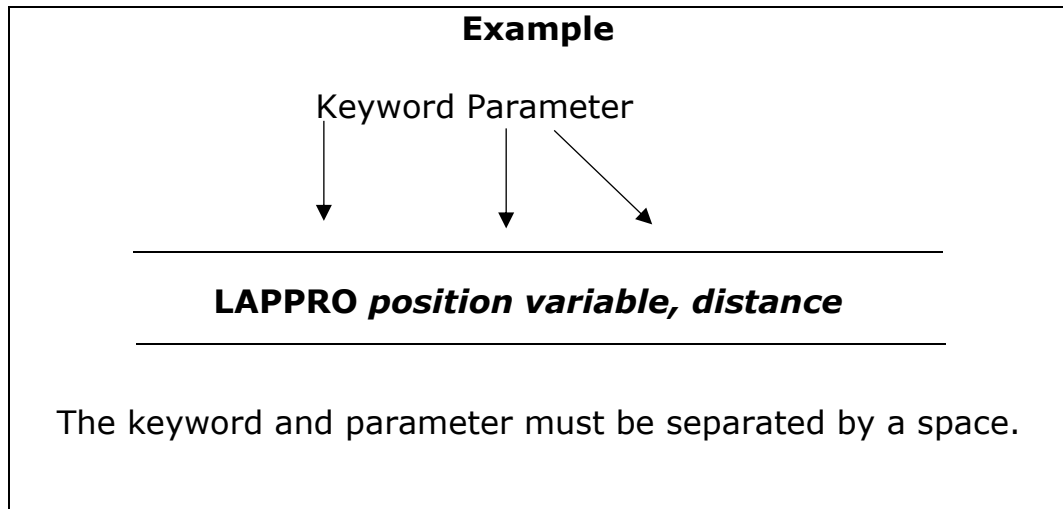 Example
Keyword Parameter
LAPPRO position variable, distance
The keyword and parameter must be separated by a space.